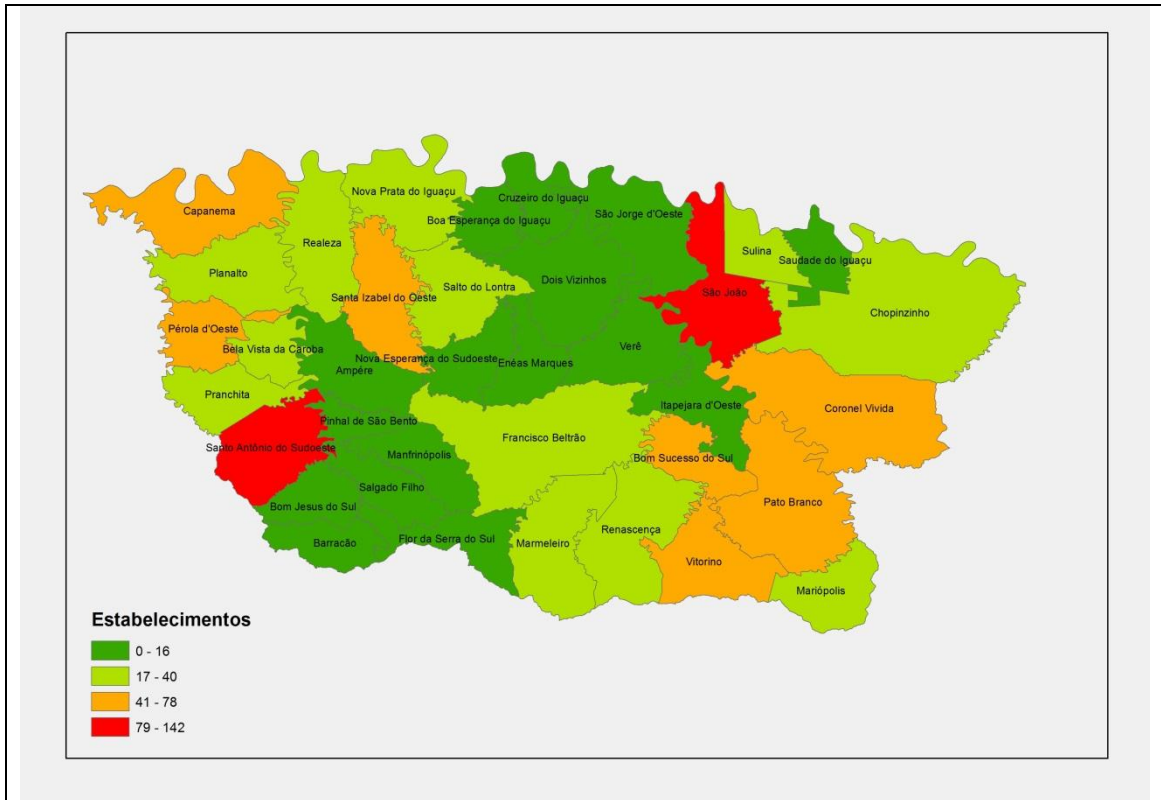 Cruzeiro do Iguaçu
Nova Prata do Iguaçu
Capanema
São Jorge d'Oeste
Boa Esperança do Iguaçu
Realeza
Sulina
Saudade do Iguaçu
Planalto
Dois Vizinhos
Salto do Lontra
São João
Santa Izabel do Oeste
Chopinzinho
Pérola d'Oeste
Verê
Bela Vista da Caroba
Nova Esperança do Sudoeste
Enéas Marques
Ampére
Pranchita
Itapejara d'Oeste
Coronel Vivida
Pinhal de São Bento
Francisco Beltrão
Santo Antônio do Sudoeste
Manfrinópolis
Bom Sucesso do Sul
Salgado Filho
Pato Branco
Bom Jesus do Sul
Renascença
Flor da Serra do Sul
Barracão
Marmeleiro
Vitorino
Mariópolis
Estabelecimentos
0 - 16
17 - 40
41 - 78
79 - 142